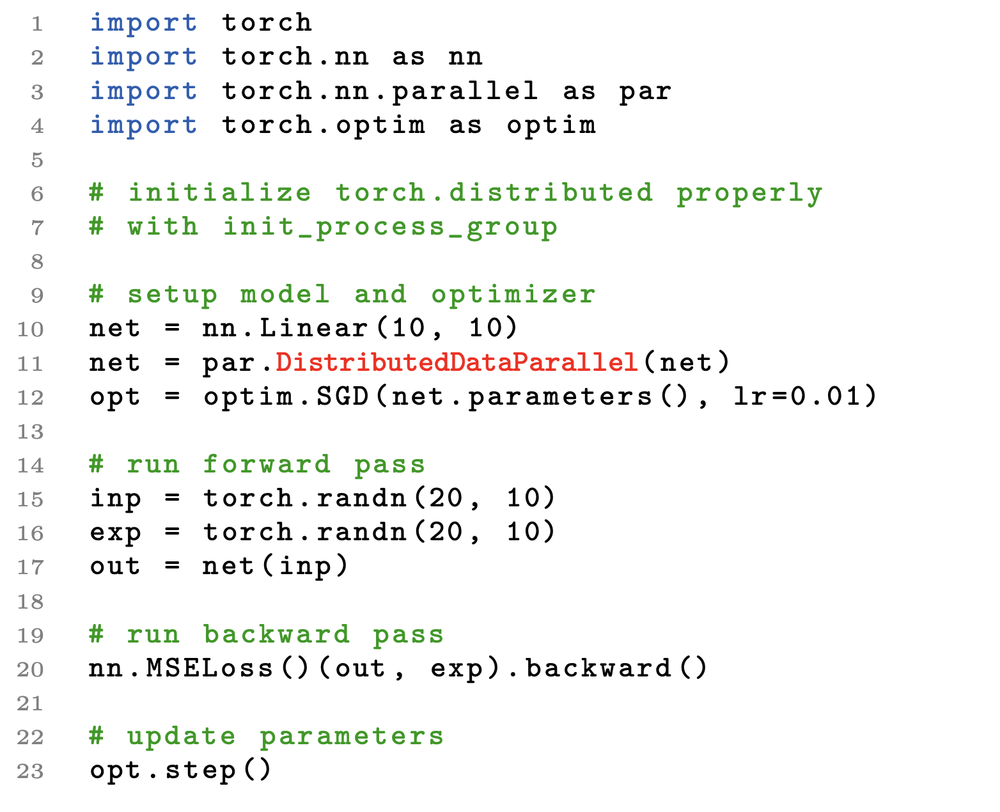 1 import torch
2 import torch.nn as nn
3 import torch.nn.parallel as par
4 import torch.optim as optim
5
6 # initialize torch.distributed properly
7 # with init_process_group
8
9 # setup model and optimizer
10 net = nn.Linear(10, 10)
11 net = par.DistributedDataParallel(net)
12 opt = optim.SGD(net.parameters(), lr=0.01)
13
14 # run forward pass
15 inp = torch.randn(20, 10)
16 exp = torch.randn(20, 10)
17 out = net(inp)
18
19 # run backward pass
20 nn.MSELoss()(out, exp).backward()
21
22 # update parameters
23 opt.step()